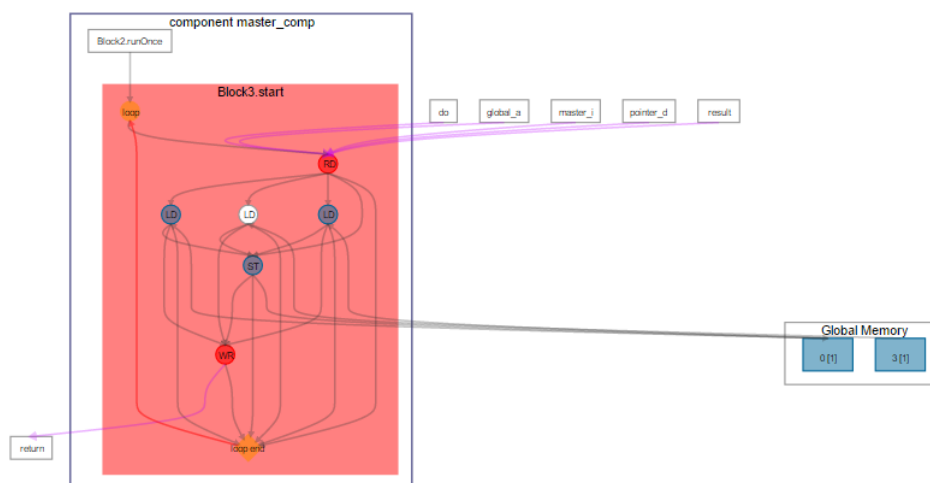 component master_comp
Block2.runOnce
Block3.start
loop
do
global_a
master_i
pointer_d
result
RD
LD
LD
LD
ST
Global Memory
0 [1]
3 [1]
WR
return
loop end